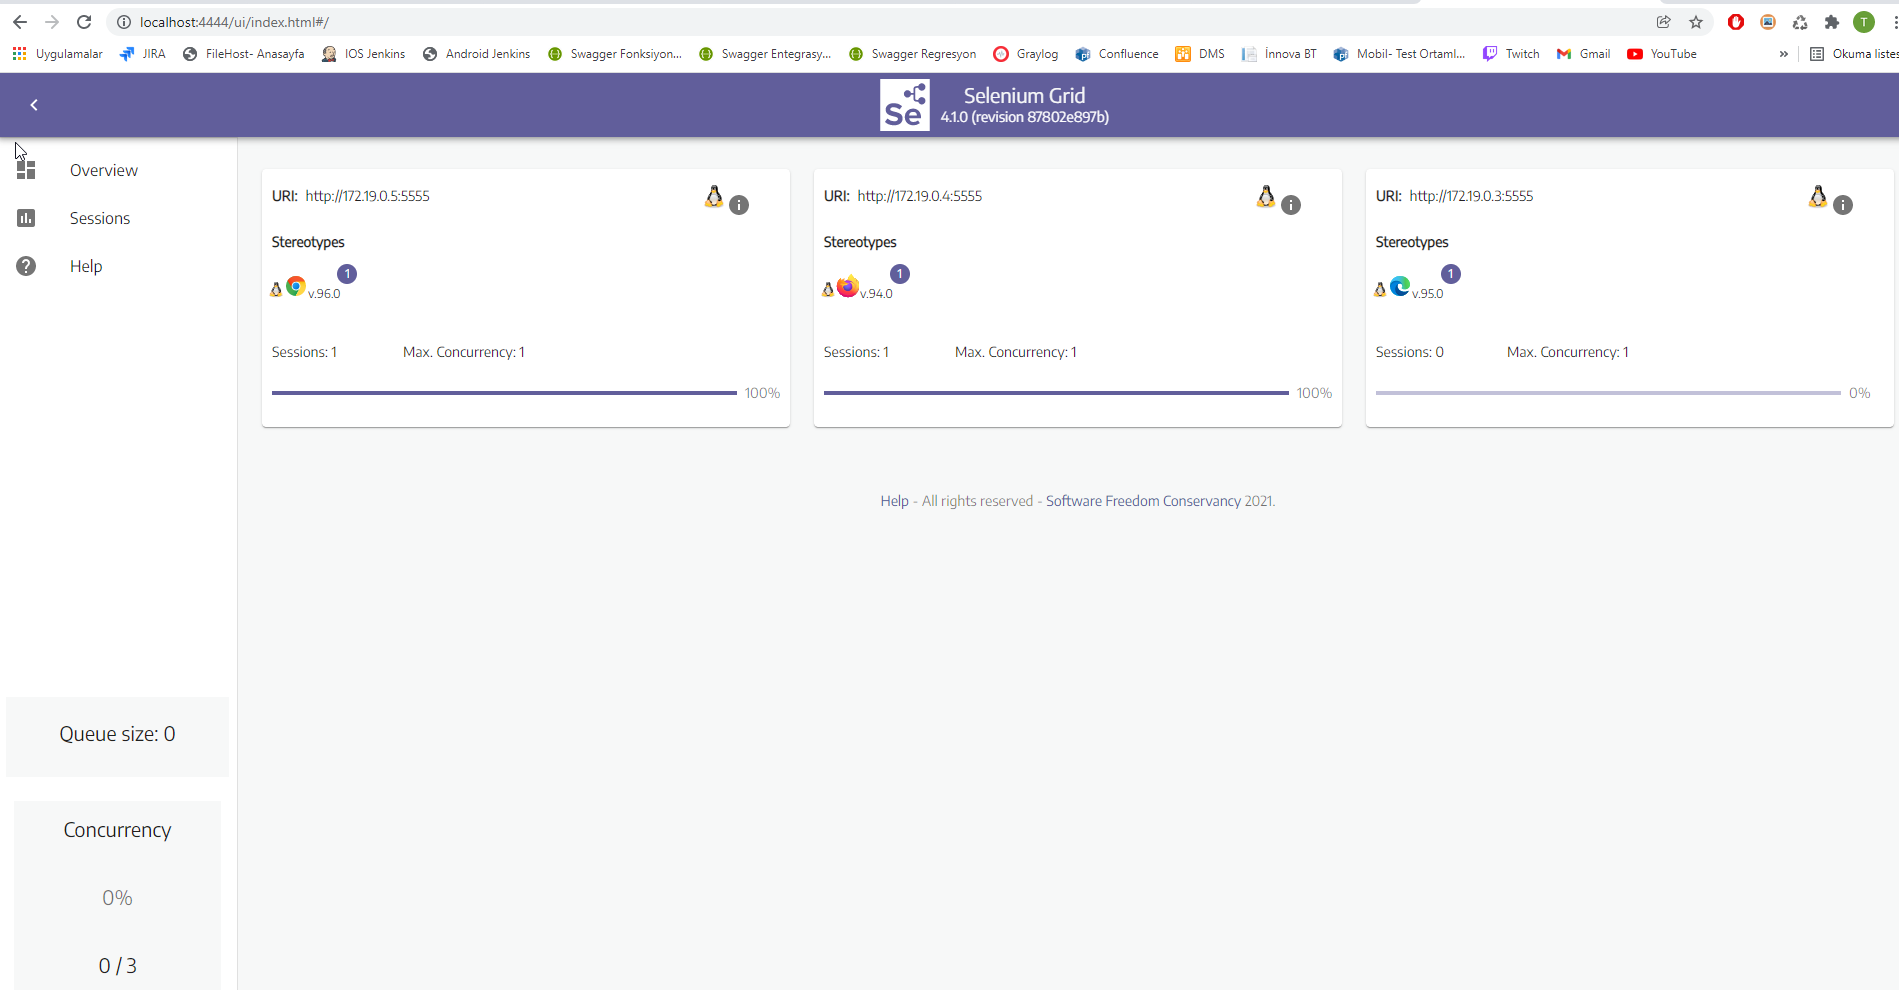 localhost:4444/ui/index.html#/
T
Uygulamalar JIRA FileHost- Anasayfa IOS Jenkins Android Jenkins Swagger Fonksiyon... Swagger Entegrasy... Swagger Regresyon Graylog Confluence DMS İnnova BT Mobil- Test Ortaml... Twitch Gmail YouTube » Okuma listes
Se
Selenium Grid
4.1.0 (revision 87802e897b)
Overview
Sessions
Help
URI: http://172.19.0.5:5555
Stereotypes
1
v.96.0
Sessions: 1 Max. Concurrency: 1
100%
URI: http://172.19.0.4:5555
Stereotypes
1
v.94.0
Sessions: 1 Max. Concurrency: 1
100%
URI: http://172.19.0.3:5555
Stereotypes
1
v.95.0
Sessions: 0 Max. Concurrency: 1
0%
Help - All rights reserved - Software Freedom Conservancy 2021.
Queue size: 0
Concurrency
0%
0 / 3